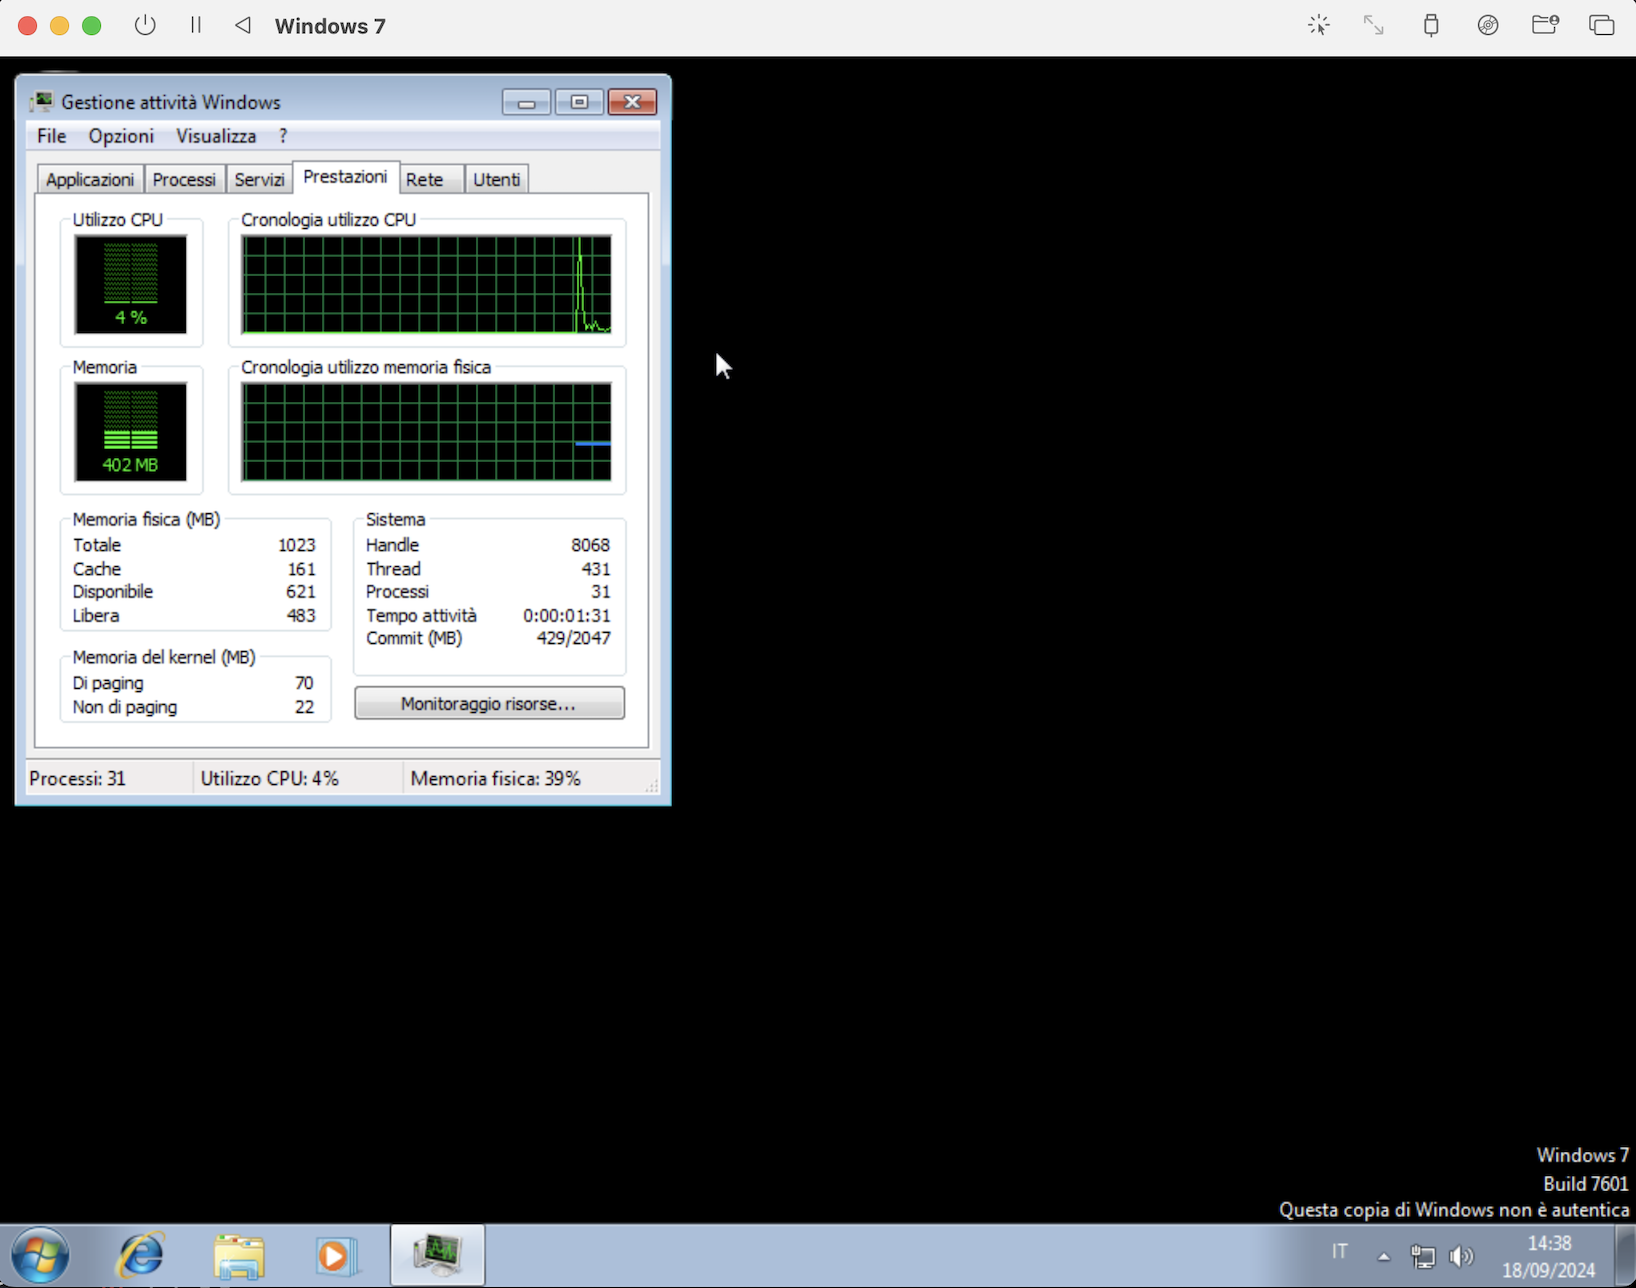 Windows 7
Gestione attività Windows
File Opzioni Visualizza ?
Applicazioni Processi Servizi Prestazioni Rete Utenti
Utilizzo CPU
4 %
Cronologia utilizzo CPU
Memoria
402 MB
Cronologia utilizzo memoria fisica
Memoria fisica (MB)
Totale 1023
Cache 161
Disponibile 621
Libera 483
Sistema
Handle 8068
Thread 431
Processi 31
Tempo attività 0:00:01:31
Commit (MB) 429/2047
Memoria del kernel (MB)
Di paging 70
Non di paging 22
Monitoraggio risorse...
Processi: 31 Utilizzo CPU: 4% Memoria fisica: 39%
Windows 7
Build 7601
Questa copia di Windows non è autentica
IT
14:38
18/09/2024